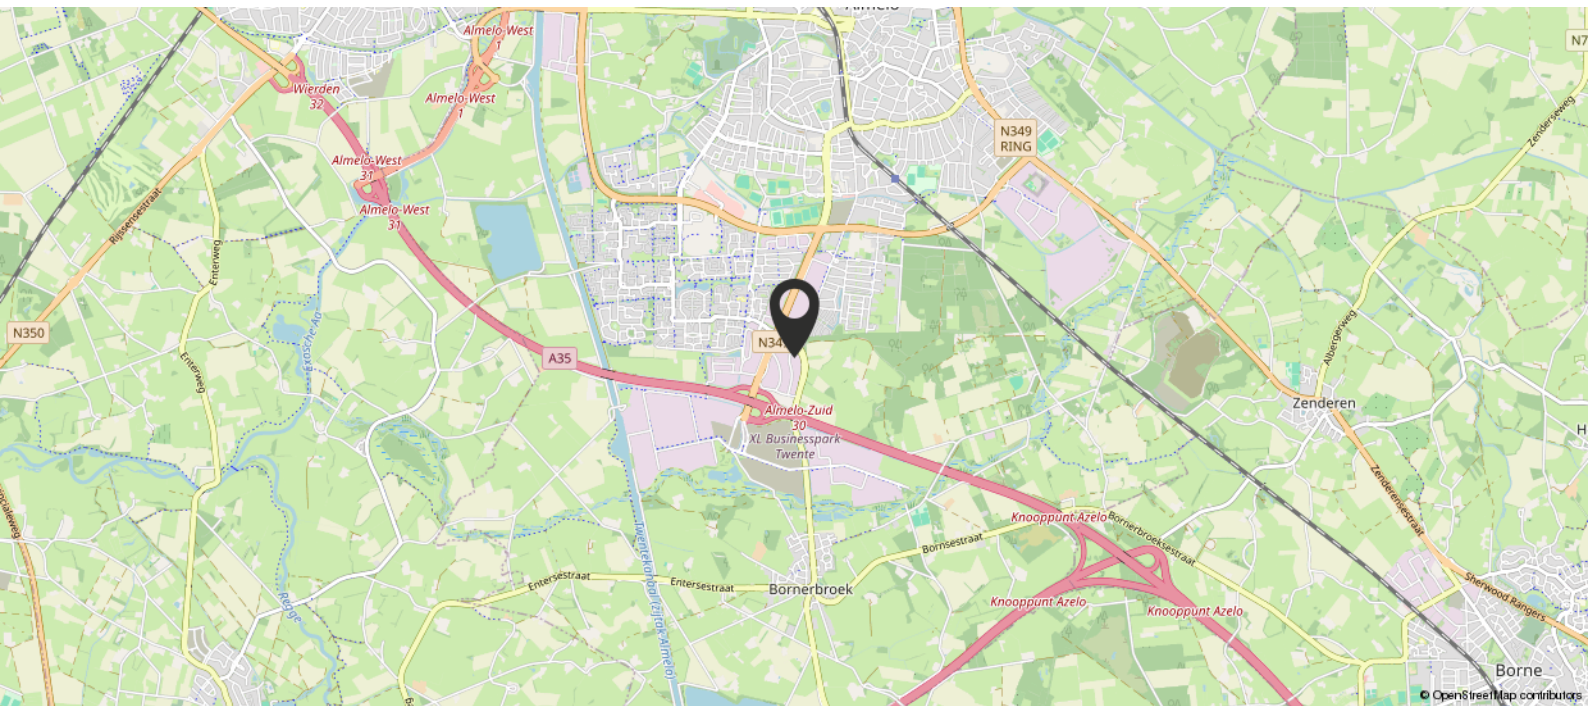 Almelo
Almelo-West
1
N7
Wierden
32
Almelo-West
1
Zenderseweg
N349
RING
Almelo-West
31
Almelo-West
31
Rijssensestraat
Enterweg
N350
Exosche-Aa
Albergerweg
N34
A35
Enterweg
Almelo-Zuid
30
Zenderen
XL Businesspark
Twente
H
Zenderensestraat
Knooppunt Azelo
Bornerbroeksestraat
Bornsestraat
Twentekanaal (zijtak Almelo)
Entersestraat
Entersestraat
Bornerbroek
Regge
Knooppunt Azelo
Knooppunt Azelo
Sherwood Rangers
Borne
© OpenStreetMap contributors